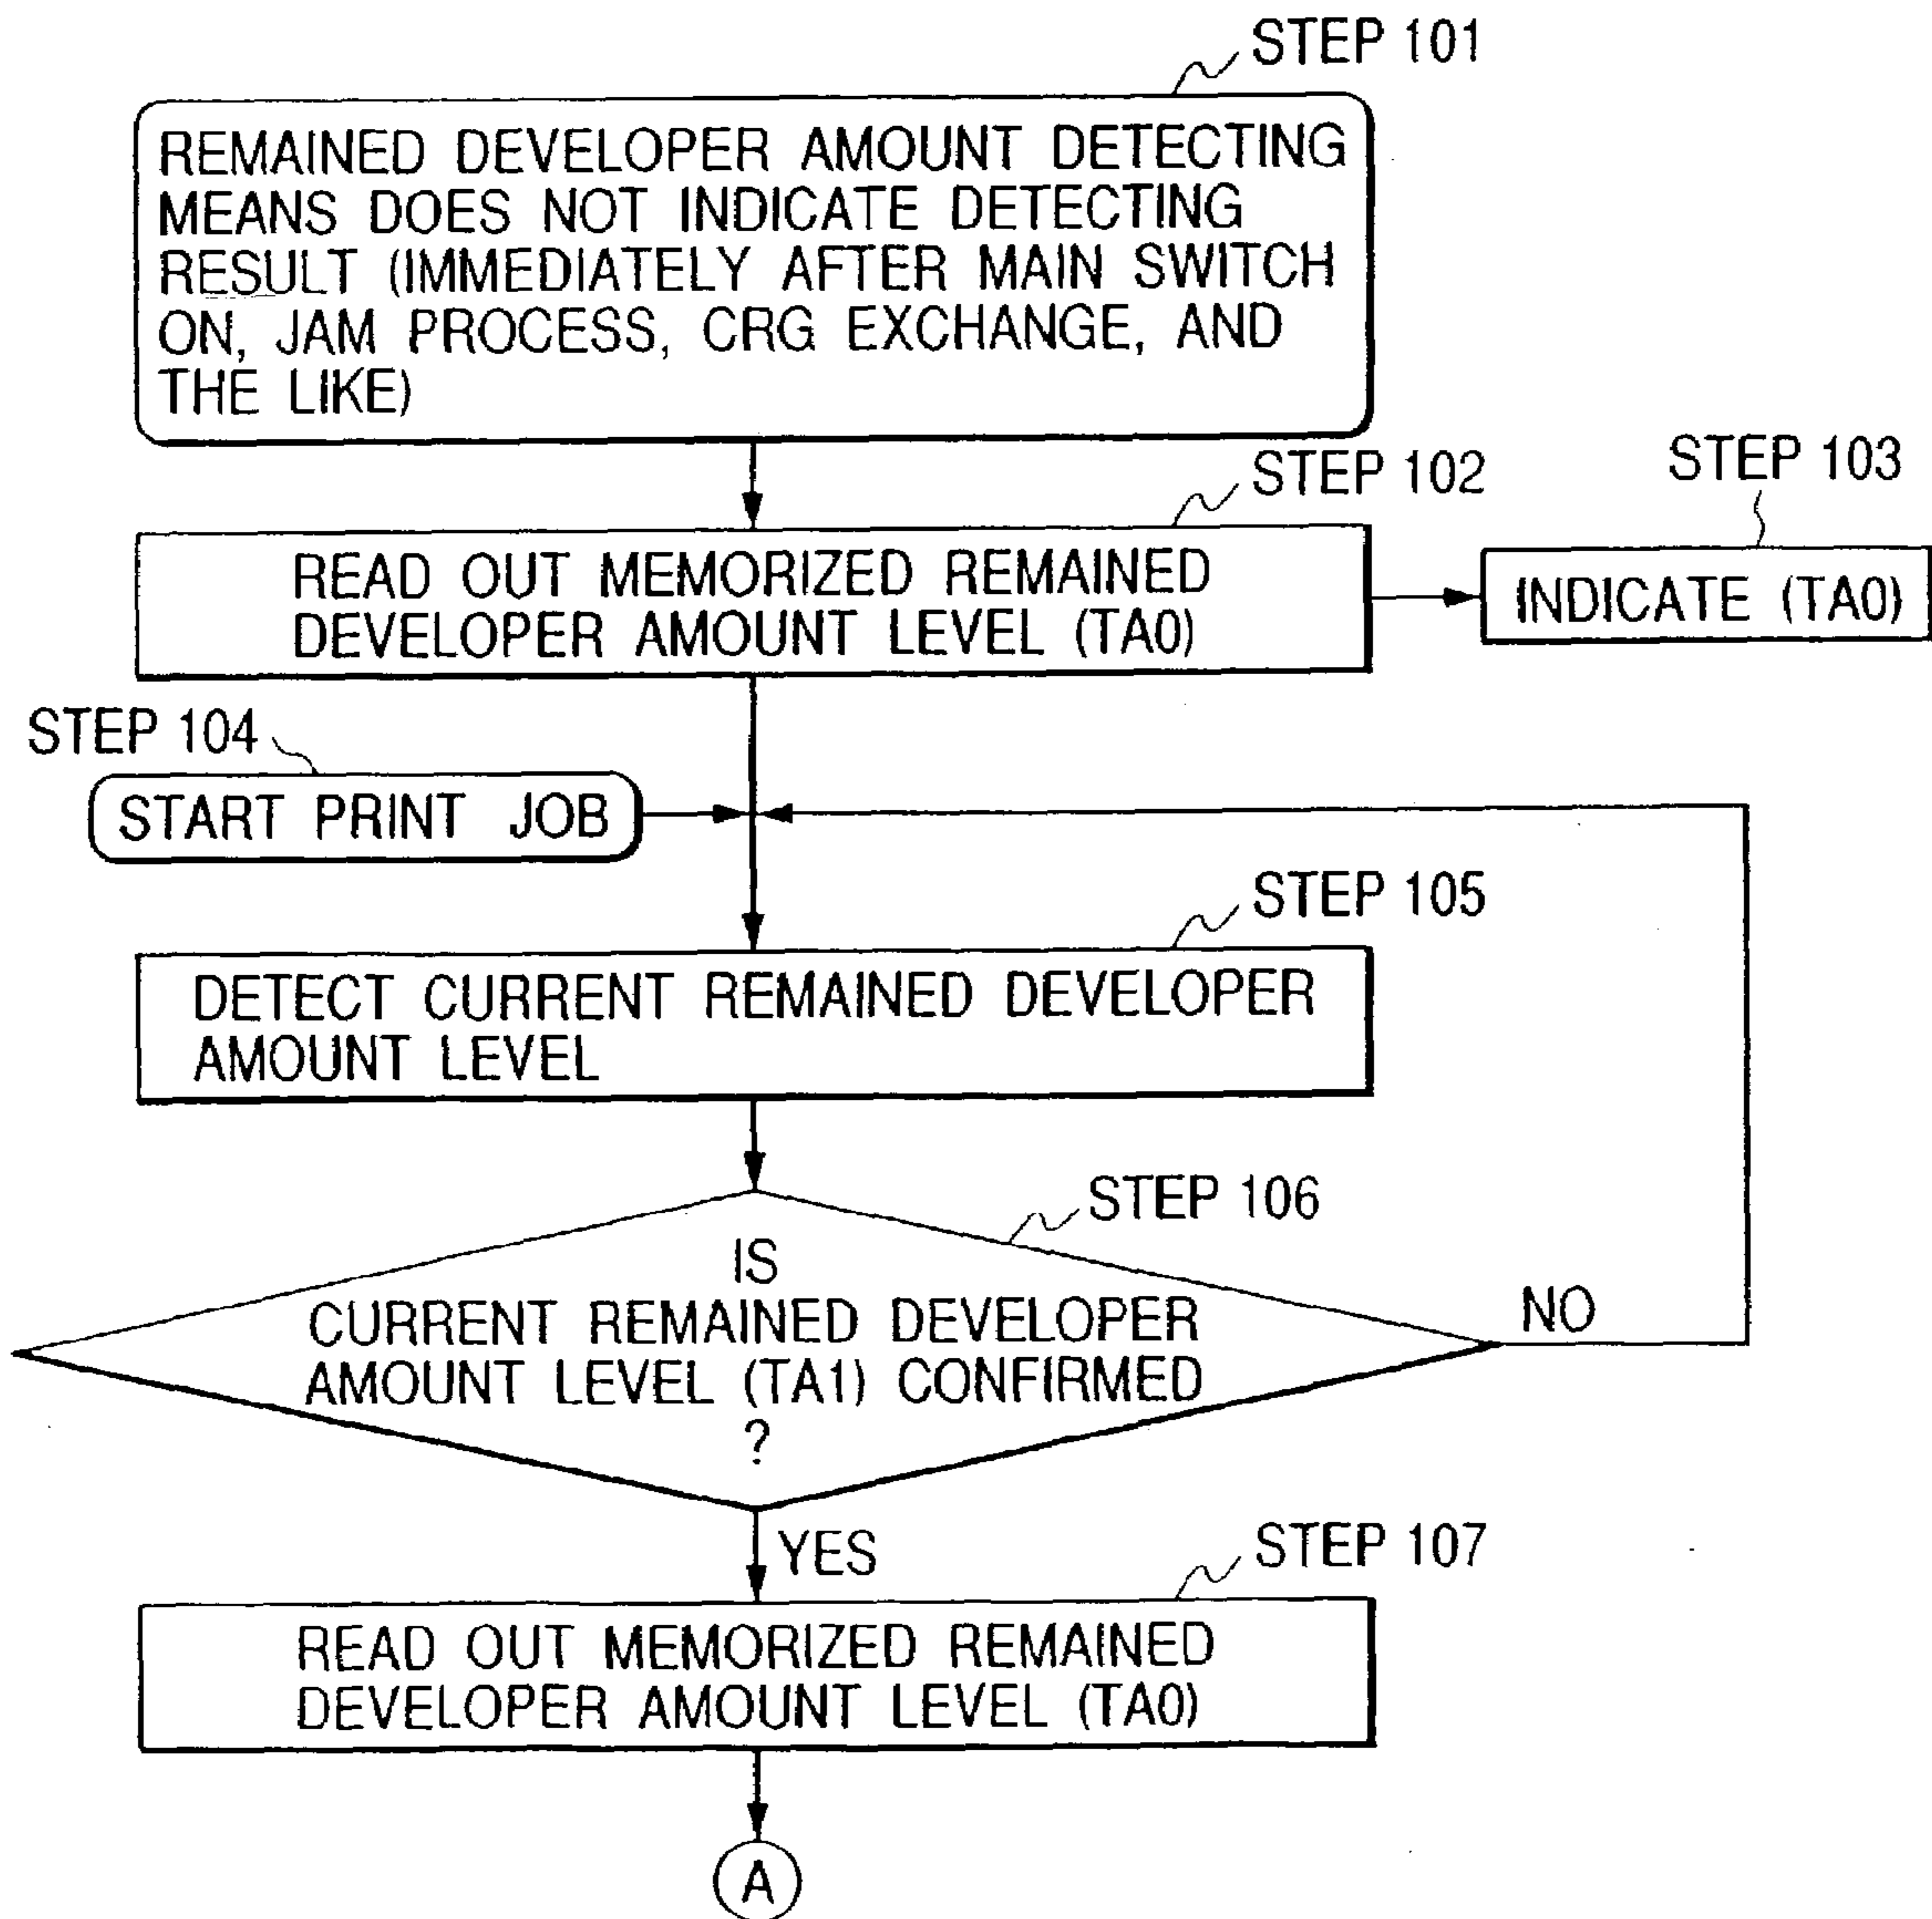 STEP 101
REMAINED DEVELOPER AMOUNT DETECTING
MEANS DOES NOT INDICATE DETECTING
RESULT (IMMEDIATELY AFTER MAIN SWITCH
ON, JAM PROCESS, CRG EXCHANGE, AND
THE LIKE)
STEP 102
READ OUT MEMORIZED REMAINED
DEVELOPER AMOUNT LEVEL (TA0)
STEP 103
INDICATE (TA0)
STEP 104
START PRINT JOB
STEP 105
DETECT CURRENT REMAINED DEVELOPER
AMOUNT LEVEL
STEP 106
IS
CURRENT REMAINED DEVELOPER
AMOUNT LEVEL (TA1) CONFIRMED
?
NO
YES
STEP 107
READ OUT MEMORIZED REMAINED
DEVELOPER AMOUNT LEVEL (TA0)
A